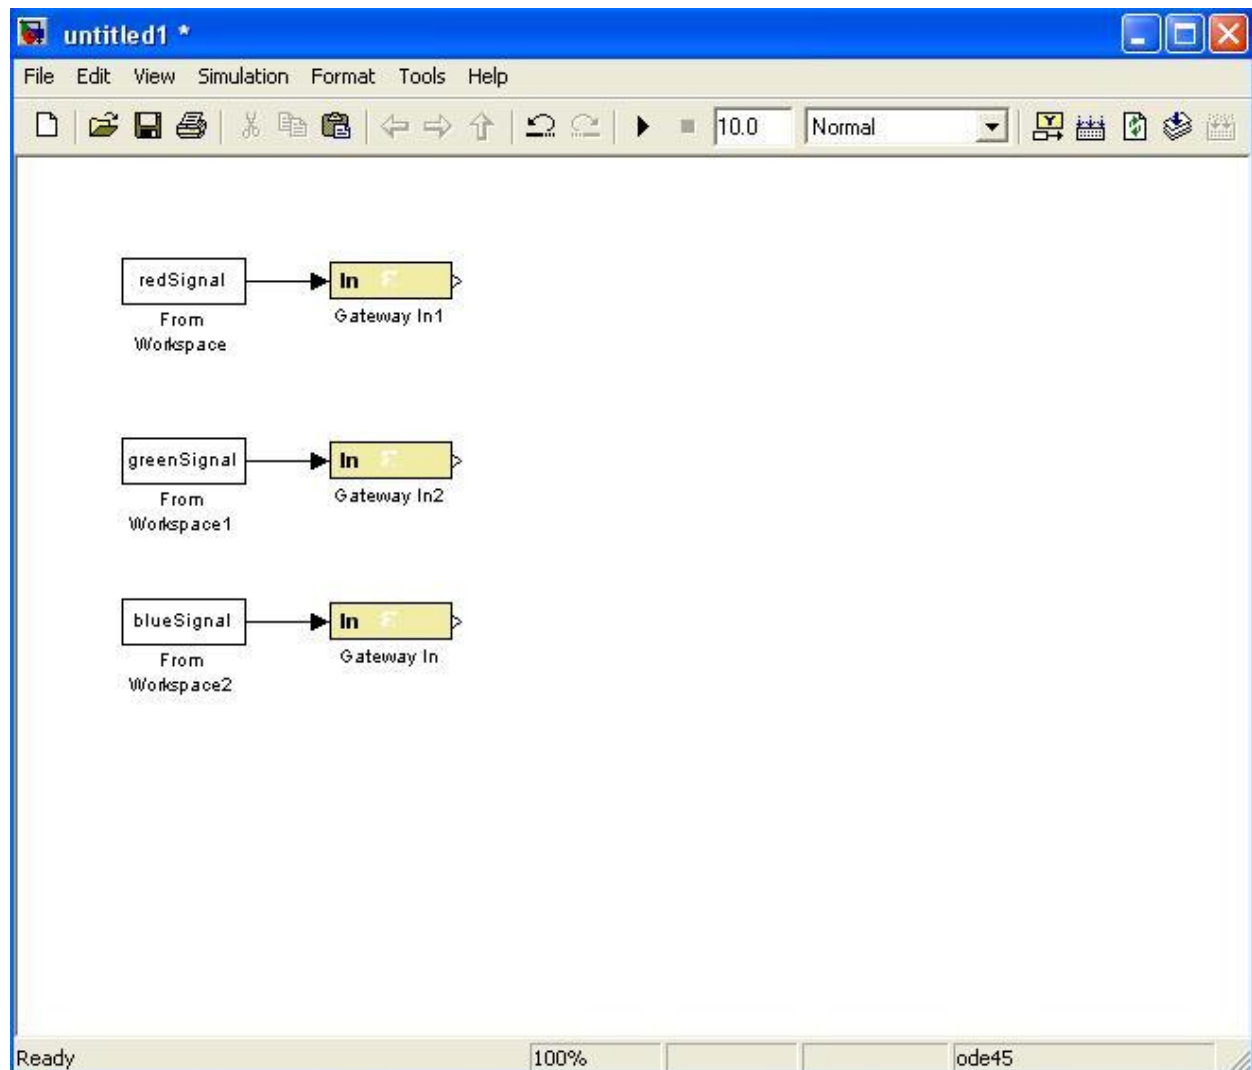 untitled1 *
File Edit View Simulation Format Tools Help
10.0 Normal
redSignal
In
From
Workspace
Gateway In1
greenSignal
In
From
Workspace1
Gateway In2
blueSignal
In
From
Workspace2
Gateway In
Ready 100% ode45